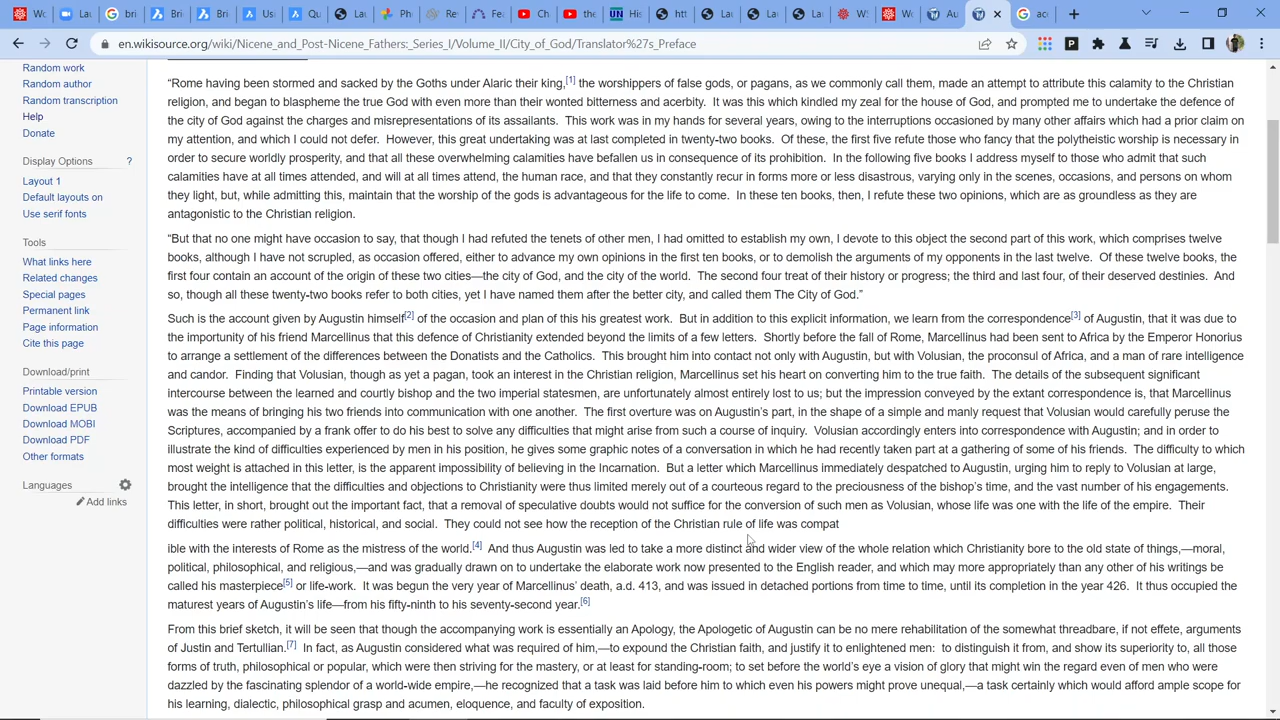 We
La
bri
Bri
Bri
Us
Qu
La
Pho
Re
Fea
Ch
the
His
htt
La
La
La
WS
We
Au
ace
en.wikisource.org/wiki/Nicene_and_Post-Nicene_Fathers:_Series_I/Volume_II/City_of_God/Translator%27s_Preface
Random work
Random author
Random transcription
Help
Donate
Display Options ?
Layout 1
Default layouts on
Use serif fonts
Tools
What links here
Related changes
Special pages
Permanent link
Page information
Cite this page
Download/print
Printable version
Download EPUB
Download MOBI
Download PDF
Other formats
Languages
Add links
“Rome having been stormed and sacked by the Goths under Alaric their king,[1] the worshippers of false gods, or pagans, as we commonly call them, made an attempt to attribute this calamity to the Christian
religion, and began to blaspheme the true God with even more than their wonted bitterness and acerbity.  It was this which kindled my zeal for the house of God, and prompted me to undertake the defence of
the city of God against the charges and misrepresentations of its assailants.  This work was in my hands for several years, owing to the interruptions occasioned by many other affairs which had a prior claim on
my attention, and which I could not defer.  However, this great undertaking was at last completed in twenty-two books.  Of these, the first five refute those who fancy that the polytheistic worship is necessary in
order to secure worldly prosperity, and that all these overwhelming calamities have befallen us in consequence of its prohibition.  In the following five books I address myself to those who admit that such
calamities have at all times attended, and will at all times attend, the human race, and that they constantly recur in forms more or less disastrous, varying only in the scenes, occasions, and persons on whom
they light, but, while admitting this, maintain that the worship of the gods is advantageous for the life to come.  In these ten books, then, I refute these two opinions, which are as groundless as they are
antagonistic to the Christian religion.
“But that no one might have occasion to say, that though I had refuted the tenets of other men, I had omitted to establish my own, I devote to this object the second part of this work, which comprises twelve
books, although I have not scrupled, as occasion offered, either to advance my own opinions in the first ten books, or to demolish the arguments of my opponents in the last twelve.  Of these twelve books, the
first four contain an account of the origin of these two cities—the city of God, and the city of the world.  The second four treat of their history or progress; the third and last four, of their deserved destinies.  And
so, though all these twenty-two books refer to both cities, yet I have named them after the better city, and called them The City of God.”
Such is the account given by Augustin himself[2] of the occasion and plan of this his greatest work.  But in addition to this explicit information, we learn from the correspondence[3] of Augustin, that it was due to
the importunity of his friend Marcellinus that this defence of Christianity extended beyond the limits of a few letters.  Shortly before the fall of Rome, Marcellinus had been sent to Africa by the Emperor Honorius
to arrange a settlement of the differences between the Donatists and the Catholics.  This brought him into contact not only with Augustin, but with Volusian, the proconsul of Africa, and a man of rare intelligence
and candor.  Finding that Volusian, though as yet a pagan, took an interest in the Christian religion, Marcellinus set his heart on converting him to the true faith.  The details of the subsequent significant
intercourse between the learned and courtly bishop and the two imperial statesmen, are unfortunately almost entirely lost to us; but the impression conveyed by the extant correspondence is, that Marcellinus
was the means of bringing his two friends into communication with one another.  The first overture was on Augustin’s part, in the shape of a simple and manly request that Volusian would carefully peruse the
Scriptures, accompanied by a frank offer to do his best to solve any difficulties that might arise from such a course of inquiry.  Volusian accordingly enters into correspondence with Augustin; and in order to
illustrate the kind of difficulties experienced by men in his position, he gives some graphic notes of a conversation in which he had recently taken part at a gathering of some of his friends.  The difficulty to which
most weight is attached in this letter, is the apparent impossibility of believing in the Incarnation.  But a letter which Marcellinus immediately despatched to Augustin, urging him to reply to Volusian at large,
brought the intelligence that the difficulties and objections to Christianity were thus limited merely out of a courteous regard to the preciousness of the bishop’s time, and the vast number of his engagements.
This letter, in short, brought out the important fact, that a removal of speculative doubts would not suffice for the conversion of such men as Volusian, whose life was one with the life of the empire.  Their
difficulties were rather political, historical, and social.  They could not see how the reception of the Christian rule of life was compat
ible with the interests of Rome as the mistress of the world.[4]  And thus Augustin was led to take a more distinct and wider view of the whole relation which Christianity bore to the old state of things,—moral,
political, philosophical, and religious,—and was gradually drawn on to undertake the elaborate work now presented to the English reader, and which may more appropriately than any other of his writings be
called his masterpiece[5] or life-work.  It was begun the very year of Marcellinus’ death, a.d. 413, and was issued in detached portions from time to time, until its completion in the year 426.  It thus occupied the
maturest years of Augustin’s life—from his fifty-ninth to his seventy-second year.[6]
From this brief sketch, it will be seen that though the accompanying work is essentially an Apology, the Apologetic of Augustin can be no mere rehabilitation of the somewhat threadbare, if not effete, arguments
of Justin and Tertullian.[7]  In fact, as Augustin considered what was required of him,—to expound the Christian faith, and justify it to enlightened men:  to distinguish it from, and show its superiority to, all those
forms of truth, philosophical or popular, which were then striving for the mastery, or at least for standing-room; to set before the world’s eye a vision of glory that might win the regard even of men who were
dazzled by the fascinating splendor of a world-wide empire,—he recognized that a task was laid before him to which even his powers might prove unequal,—a task certainly which would afford ample scope for
his learning, dialectic, philosophical grasp and acumen, eloquence, and faculty of exposition.